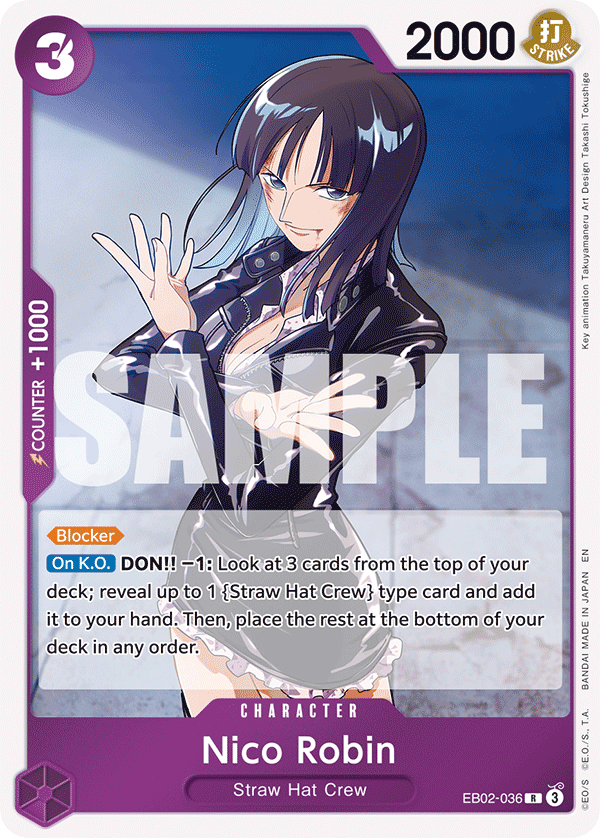 3
2000
打
STRIKE
Key animation Takuyamaneru Art Design Takashi Tokushige
COUNTER +1000
SAMPLE
Blocker
On K.O. DON!! −1: Look at 3 cards from the top of your
deck; reveal up to 1 {Straw Hat Crew} type card and add
it to your hand. Then, place the rest at the bottom of your
deck in any order.
CHARACTER
Nico Robin
Straw Hat Crew
EB02-036 R 3
©EO/S ©E.O./S., T.A. BANDAI MADE IN JAPAN EN